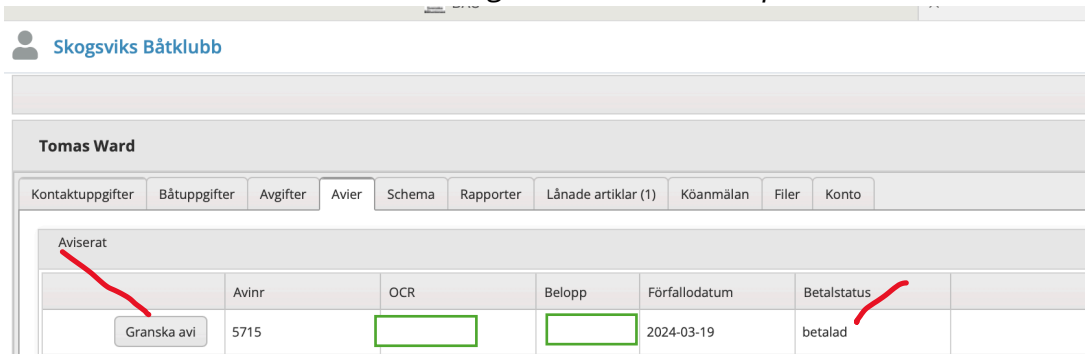 Skogsviks Båtklubb
Tomas Ward
Kontaktuppgifter Båtuppgifter Avgifter Avier Schema Rapporter Lånade artiklar (1) Köanmälan Filer Konto
Aviserat
Avinr OCR Belopp Förfallodatum Betalstatus
Granska avi 5715 2024-03-19 betalad